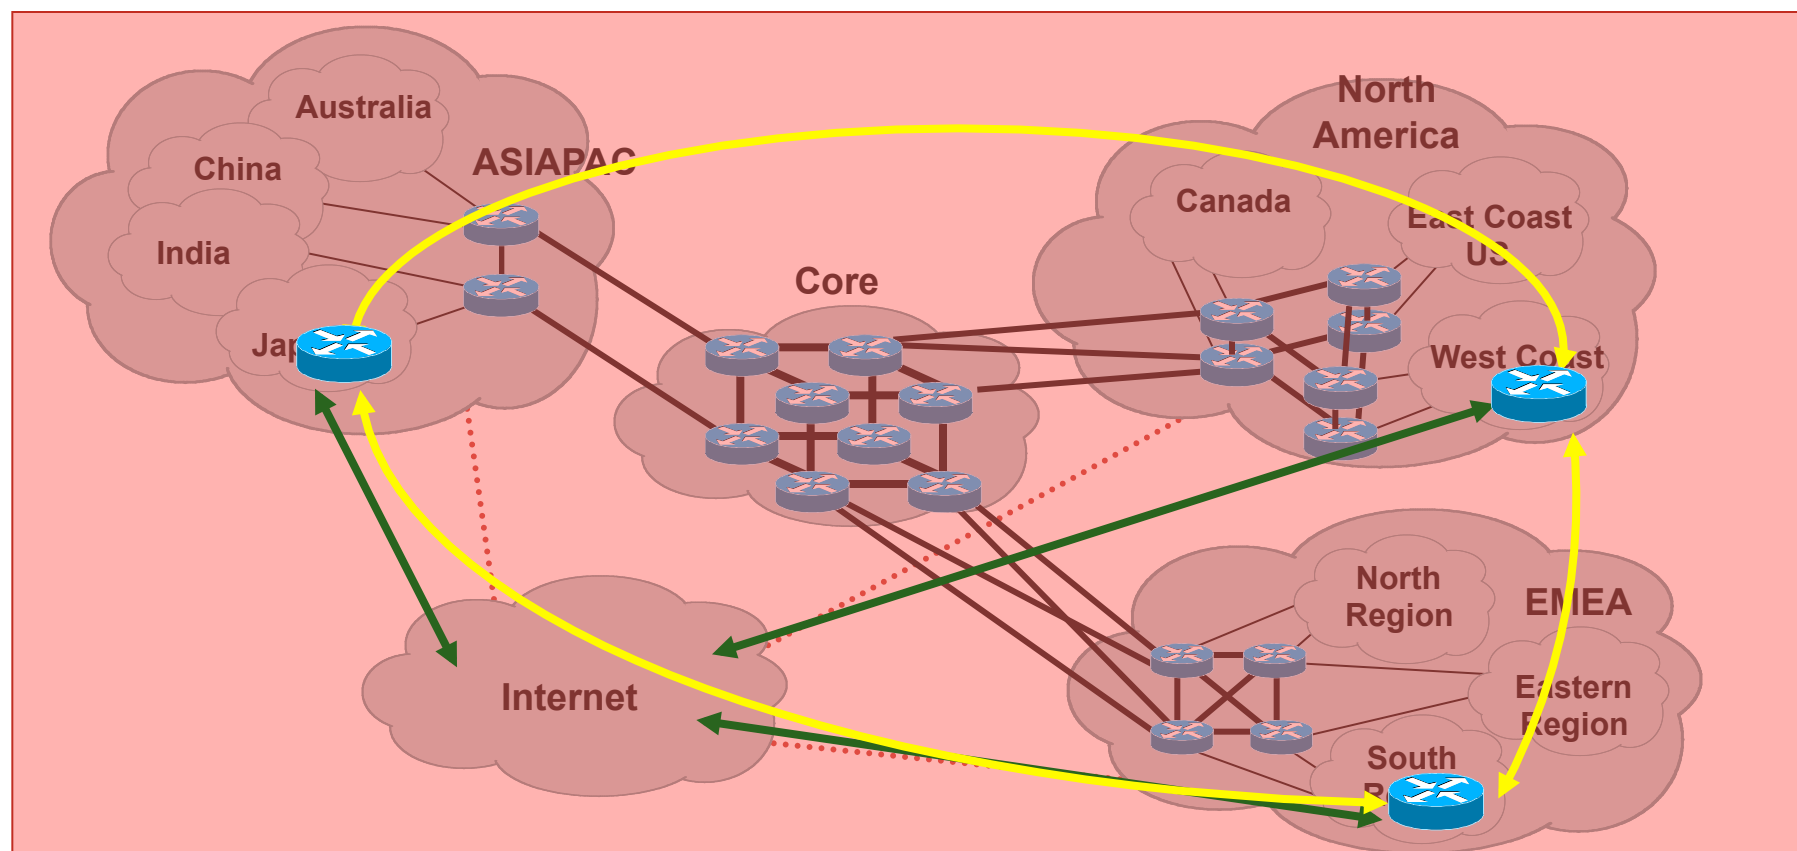 Australia
China
ASIAPAC
India
Core
North
America
Canada
East Coast
US
West Coast
Internet
North
Region
EMEA
Eastern
Region
South